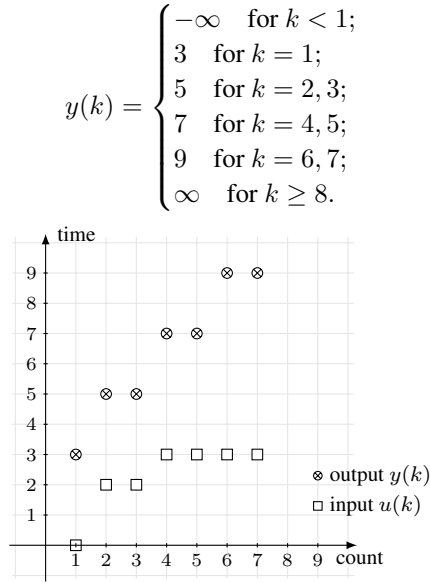 −∞ for k < 1;
3 for k = 1;
5 for k = 2, 3;
y(k) =
7 for k = 4, 5;
9 for k = 6, 7;
∞ for k ≥ 8.
time
9
8
7
6
5
4
3
2
1
output y(k)
input u(k)
1 2 3 4 5 6 7 8 9 count